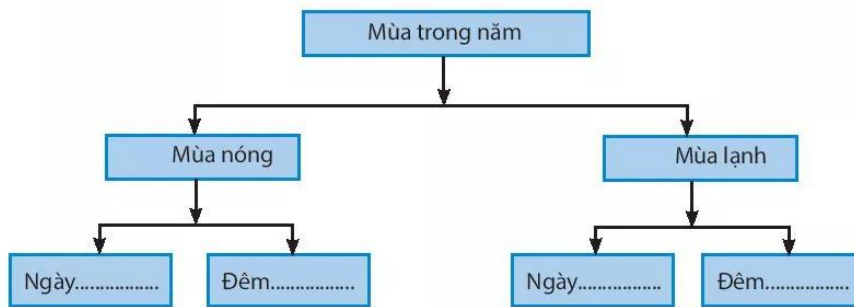 Mùa trong năm
Mùa nóng
Mùa lạnh
Ngày.................
Đêm.................
Ngày.................
Đêm.................